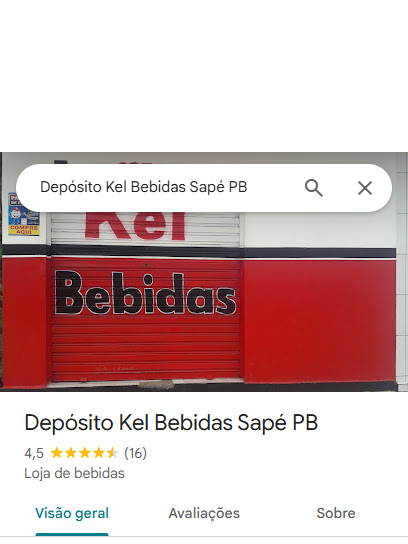 Depósito Kel Bebidas Sapé PB
COMPRE
AQUI
Kel
Bebidas
Depósito Kel Bebidas Sapé PB
4,5 (16)
Loja de bebidas
Visão geral Avaliações Sobre